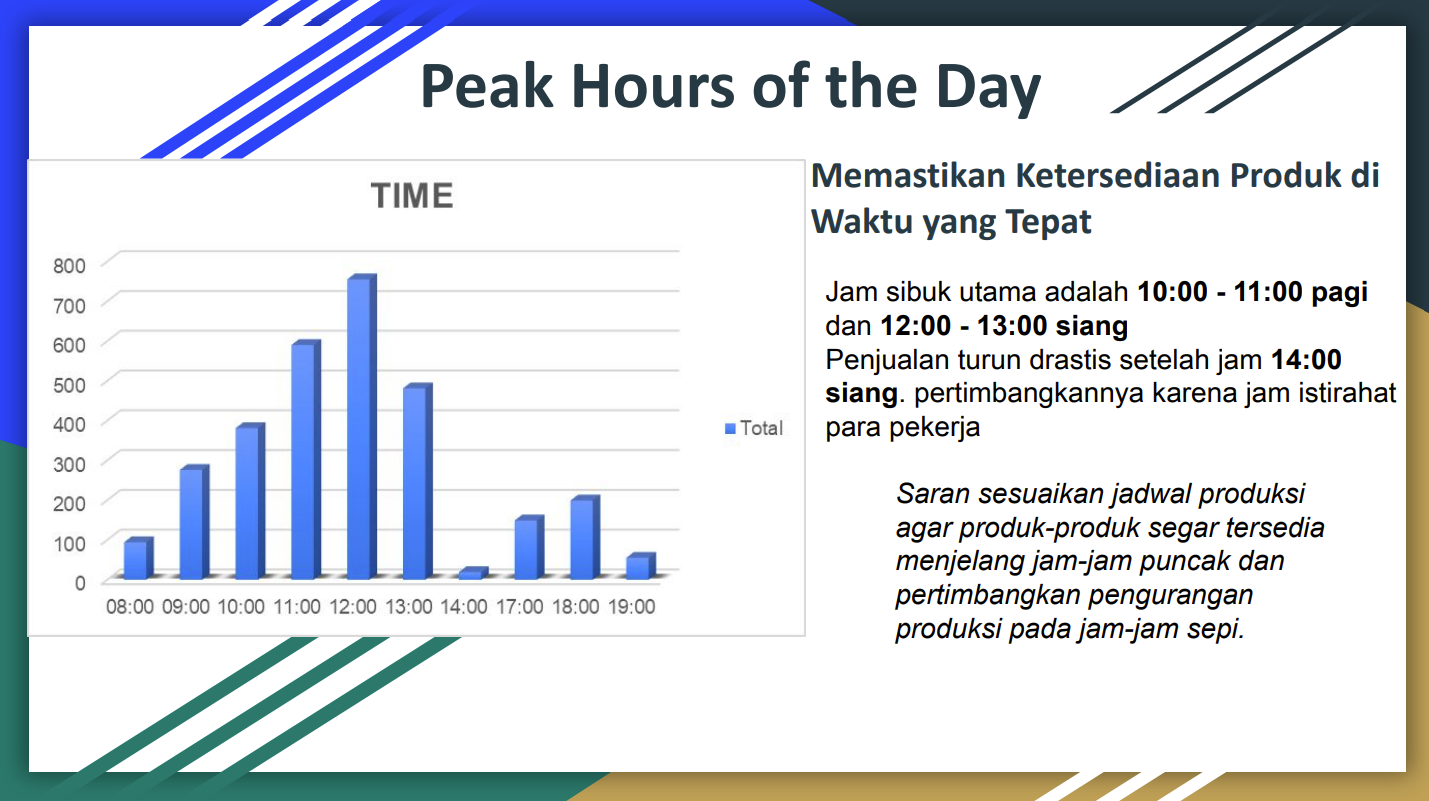 Peak Hours of the Day
TIME
800
700
600
500
400
300
200
100
0
08:00 09:00 10:00 11:00 12:00 13:00 14:00 17:00 18:00 19:00
Total
Memastikan Ketersediaan Produk di
Waktu yang Tepat
Jam sibuk utama adalah 10:00 - 11:00 pagi
dan 12:00 - 13:00 siang
Penjualan turun drastis setelah jam 14:00
siang. pertimbangkannya karena jam istirahat
para pekerja
Saran sesuaikan jadwal produksi
agar produk-produk segar tersedia
menjelang jam-jam puncak dan
pertimbangkan pengurangan
produksi pada jam-jam sepi.